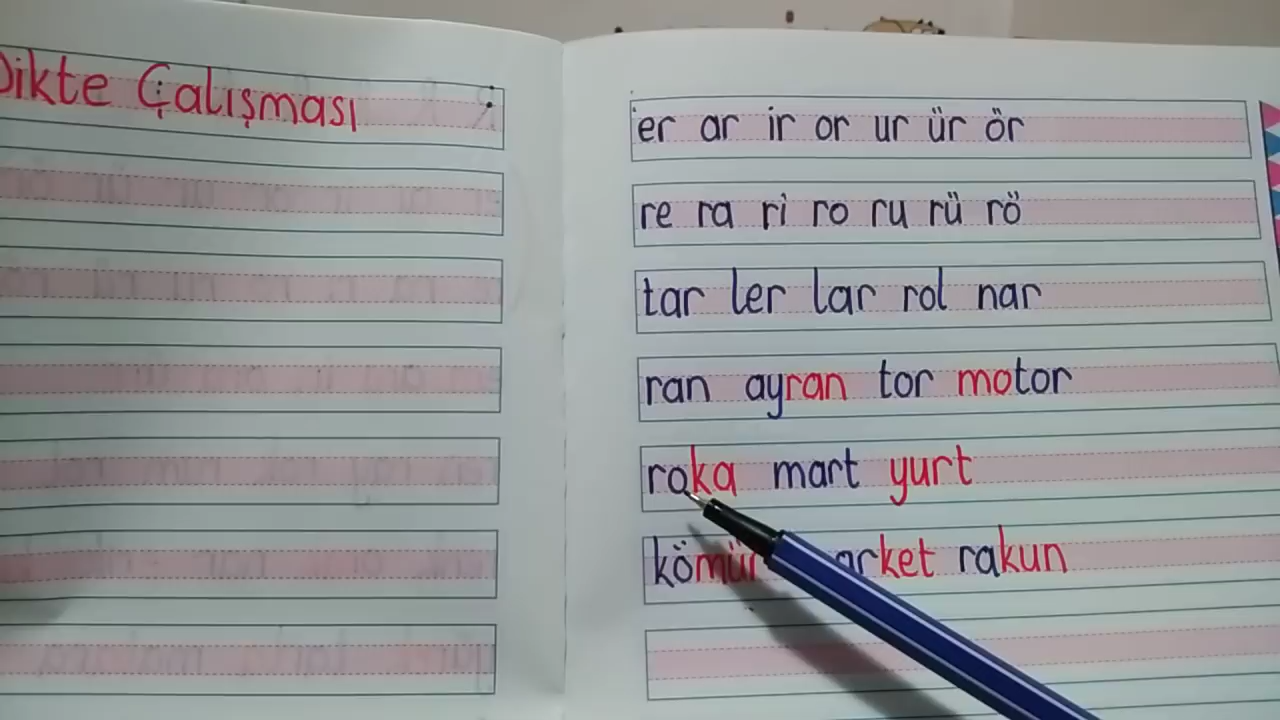 Dikte Çalışması
er ar ir or ur ür ör
re ra ri ro ru rü rö
tar ler lar rol nar
ran ayran tor motor
roka mart yurt
kömür rakun